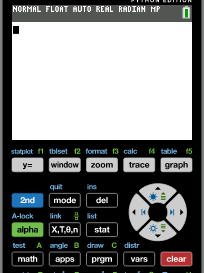 PYTHON EDITION
NORMAL FLOAT AUTO REAL RADIAN MP
statplot f1 tblset f2 format f3 calc f4 table f5
y= window zoom trace graph
quit ins
2nd mode del
A-lock link list
alpha X,T,θ,n stat
test A angle B draw C distr
math apps prgm vars clear